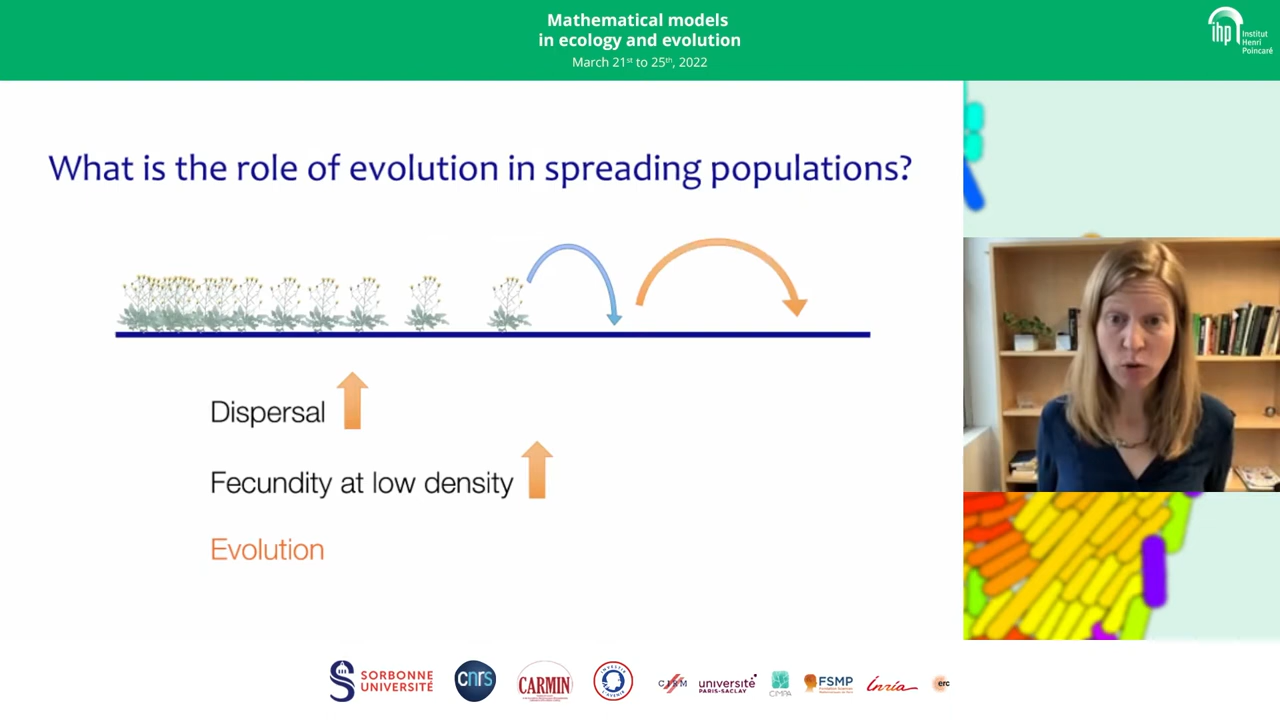 Mathematical models
in ecology and evolution
March 21st to 25th, 2022
ihp
Institut
Henri
Poincaré
What is the role of evolution in spreading populations?
Dispersal
Fecundity at low density
Evolution
SORBONNE
UNIVERSITÉ
cnrs
CARMIN
CIRM
université
PARIS-SACLAY
CIMPA
FSMP
Inria
erc